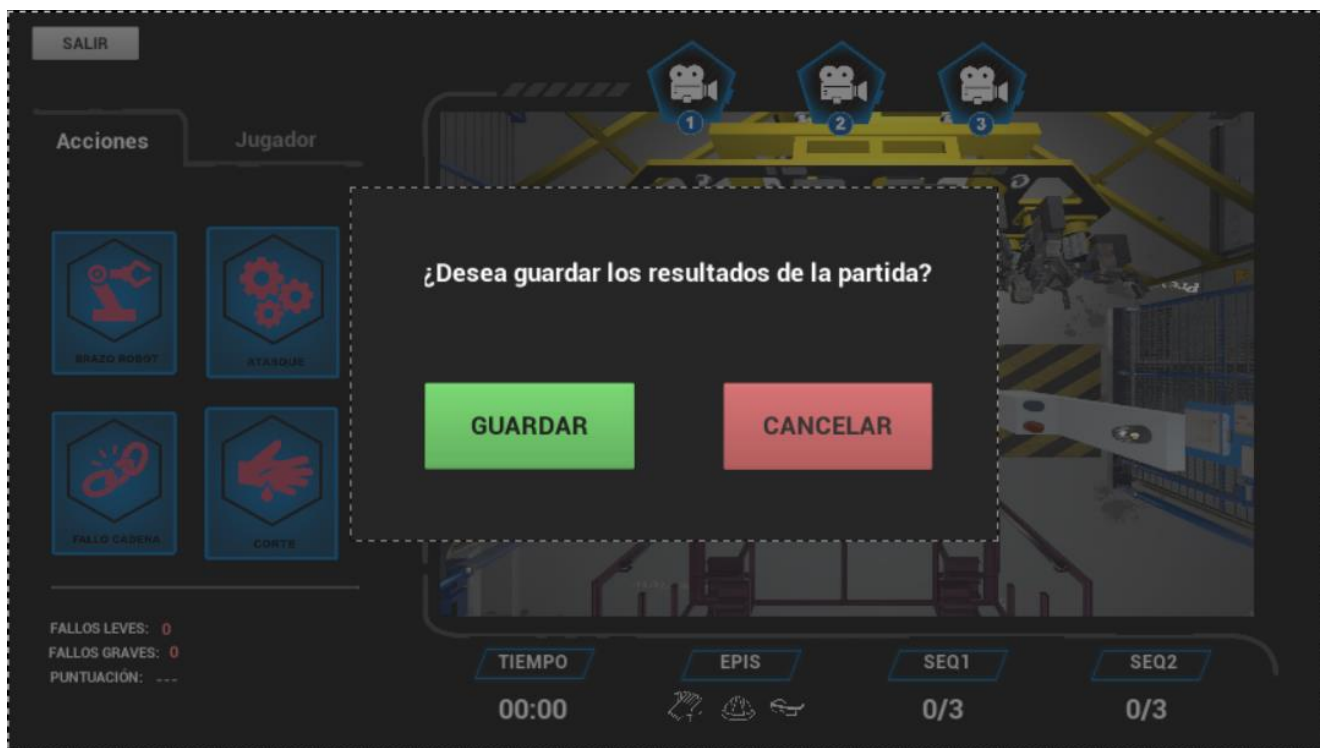 SALIR
1 2 3
Acciones Jugador
¿Desea guardar los resultados de la partida?
BRAZO ROBOT ATASQUE
GUARDAR CANCELAR
FALLO CADENA CORTE
FALLOS LEVES: 0
FALLOS GRAVES: 0
PUNTUACIÓN: ---
TIEMPO EPIS SEQ1 SEQ2
00:00 0/3 0/3